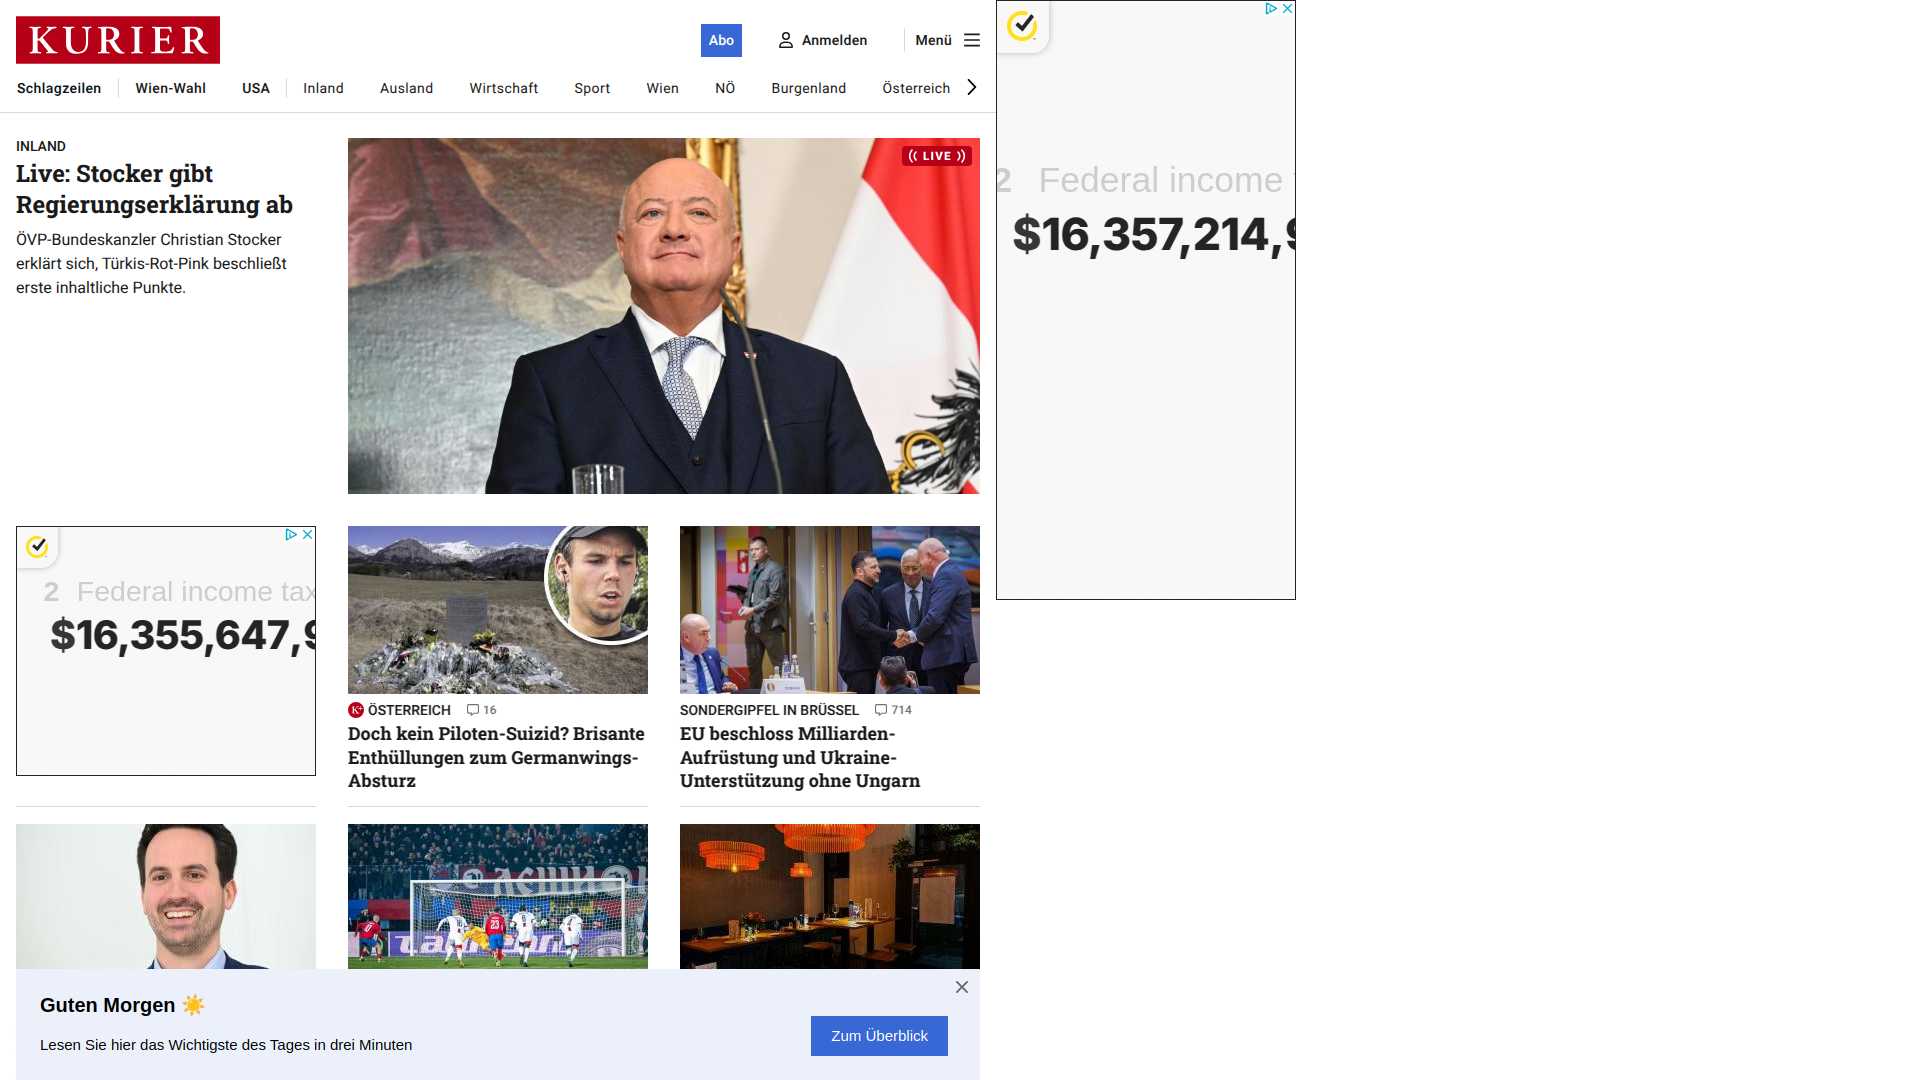 KURIER
Abo
Anmelden
Menü
Schlagzeilen
Wien-Wahl
USA
Inland
Ausland
Wirtschaft
Sport
Wien
NÖ
Burgenland
Österreich
INLAND
Live: Stocker gibt
Regierungserklärung ab
ÖVP-Bundeskanzler Christian Stocker
erklärt sich, Türkis-Rot-Pink beschließt
erste inhaltliche Punkte.
LIVE
2 Federal income
$16,357,214,9
2 Federal income tax
$16,355,647,9
K+ ÖSTERREICH 16
Doch kein Piloten-Suizid? Brisante
Enthüllungen zum Germanwings-
Absturz
SONDERGIPFEL IN BRÜSSEL 714
EU beschloss Milliarden-
Aufrüstung und Ukraine-
Unterstützung ohne Ungarn
Guten Morgen ☀️
Lesen Sie hier das Wichtigste des Tages in drei Minuten
Zum Überblick